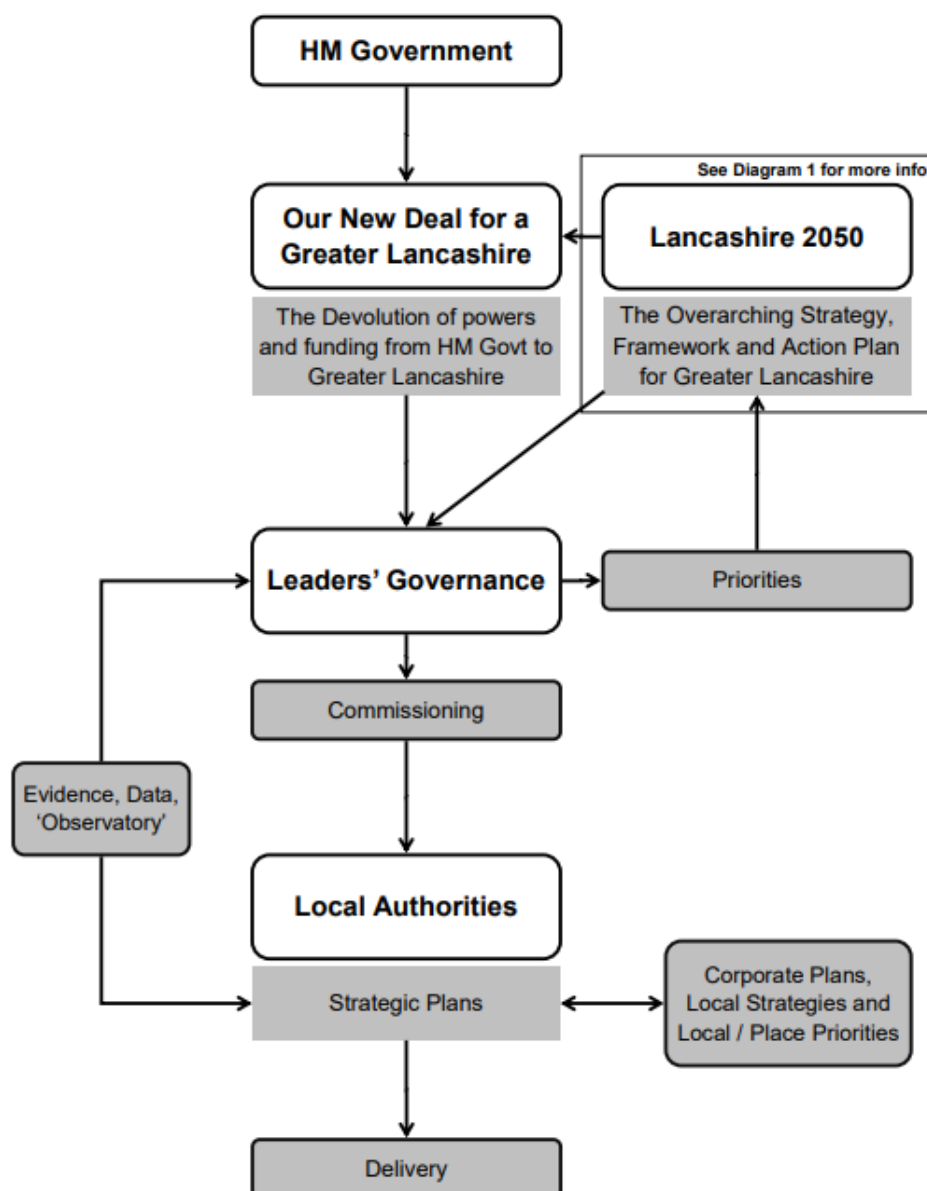 HM Government
See Diagram 1 for more info
Our New Deal for a
Greater Lancashire
Lancashire 2050
The Devolution of powers
and funding from HM Govt to
Greater Lancashire
The Overarching Strategy,
Framework and Action Plan
for Greater Lancashire
Leaders’ Governance
Priorities
Commissioning
Evidence, Data,
‘Observatory’
Local Authorities
Strategic Plans
Corporate Plans,
Local Strategies and
Local / Place Priorities
Delivery